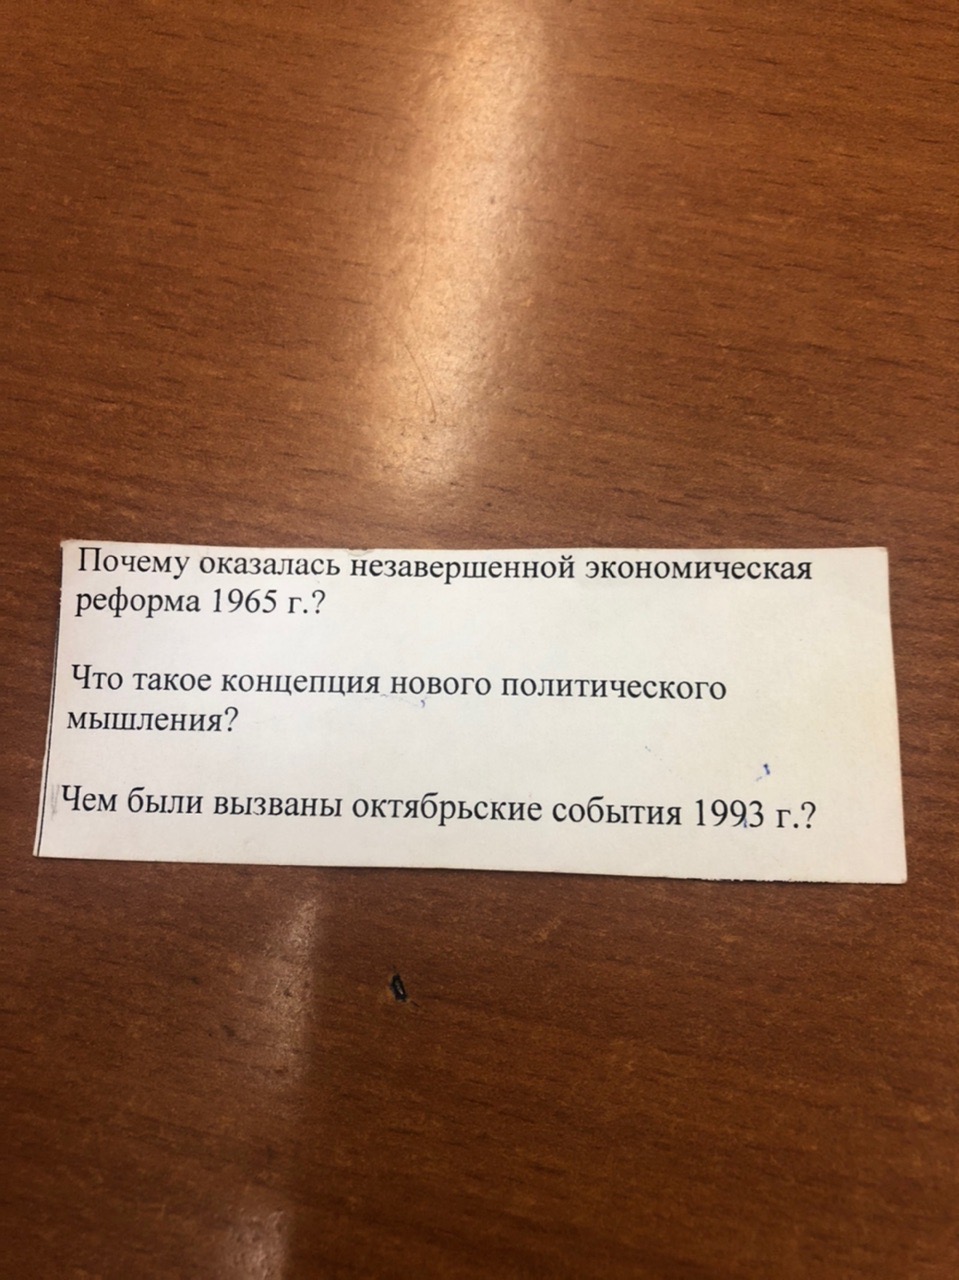 Почему оказалась незавершенной экономическая
реформа 1965 г.?
Что такое концепция нового политического
мышления?
Чем были вызваны октябрьские события 1993 г.?